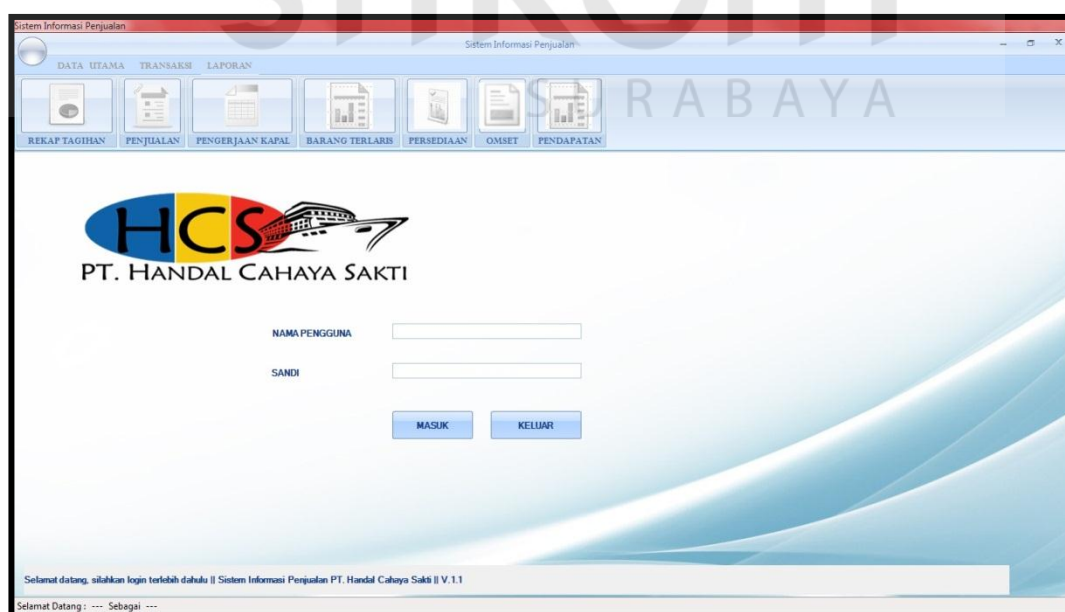 Sistem Informasi Penjualan
Sistem Informasi Penjualan
DATA UTAMA TRANSAKSI LAPORAN
SURABAYA
REKAP TAGIHAN PENJUALAN PENGERJAAN KAPAL BARANG TERLARIS PERSEDIAAN OMSET PENDAPATAN
HCS
PT. HANDAL CAHAYA SAKTI
NAMA PENGGUNA
SANDI
MASUK KELUAR
Selamat datang, silahkan login terlebih dahulu || Sistem Informasi Penjualan PT. Handal Cahaya Sakti || V.1.1
Selamat Datang : --- Sebagai ---